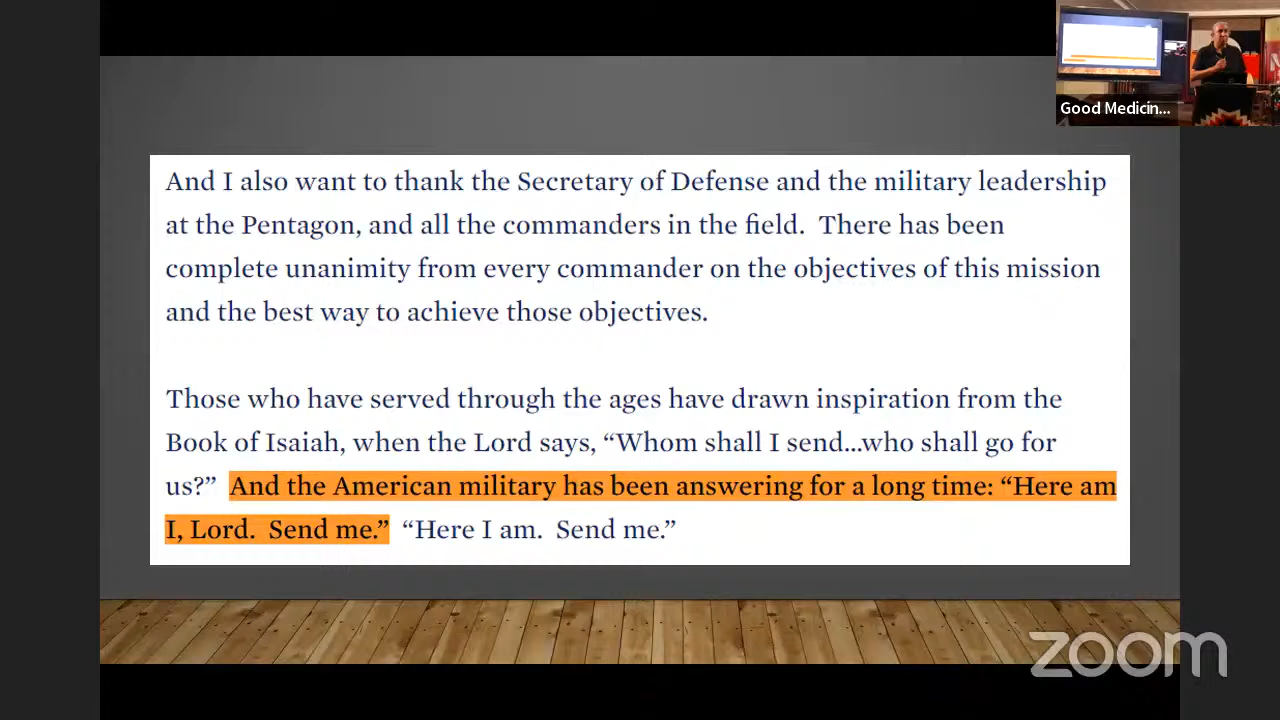 Good Medicin...
And I also want to thank the Secretary of Defense and the military leadership
at the Pentagon, and all the commanders in the field.  There has been
complete unanimity from every commander on the objectives of this mission
and the best way to achieve those objectives.
Those who have served through the ages have drawn inspiration from the
Book of Isaiah, when the Lord says, “Whom shall I send...who shall go for
us?”  And the American military has been answering for a long time: “Here am
I, Lord.  Send me.”  “Here I am.  Send me.”
zoom